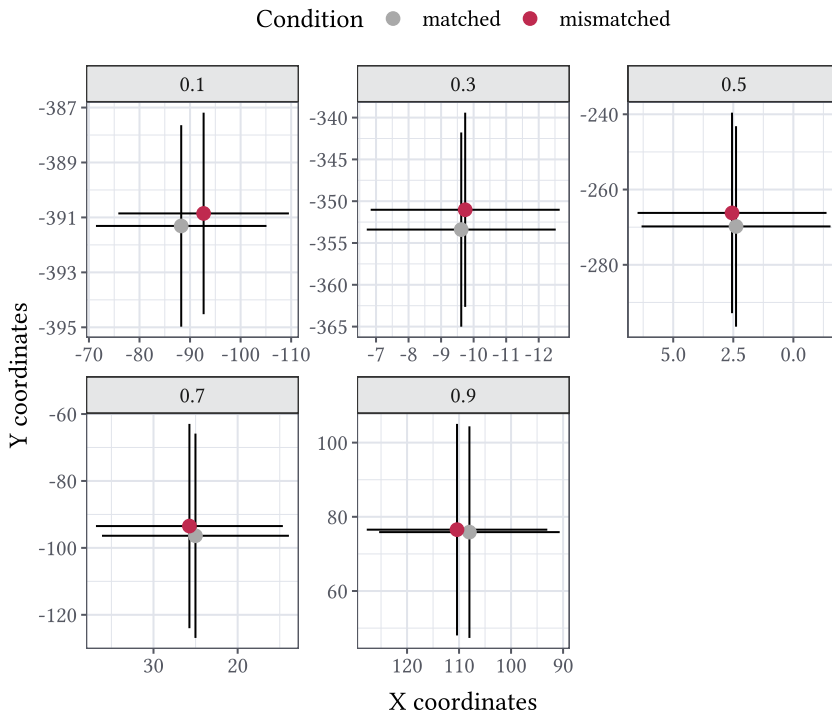 Condition matched mismatched
0.1 0.3 0.5
-387
-389
-391
-393
-395
-340
-345
-350
-355
-360
-365
-240
-260
-280
-70 -80 -90 -100 -110
-7 -8 -9 -10 -11 -12
5.0 2.5 0.0
0.7 0.9
-60
-80
-100
-120
100
80
60
30 20
120 110 100 90
Y coordinates
X coordinates